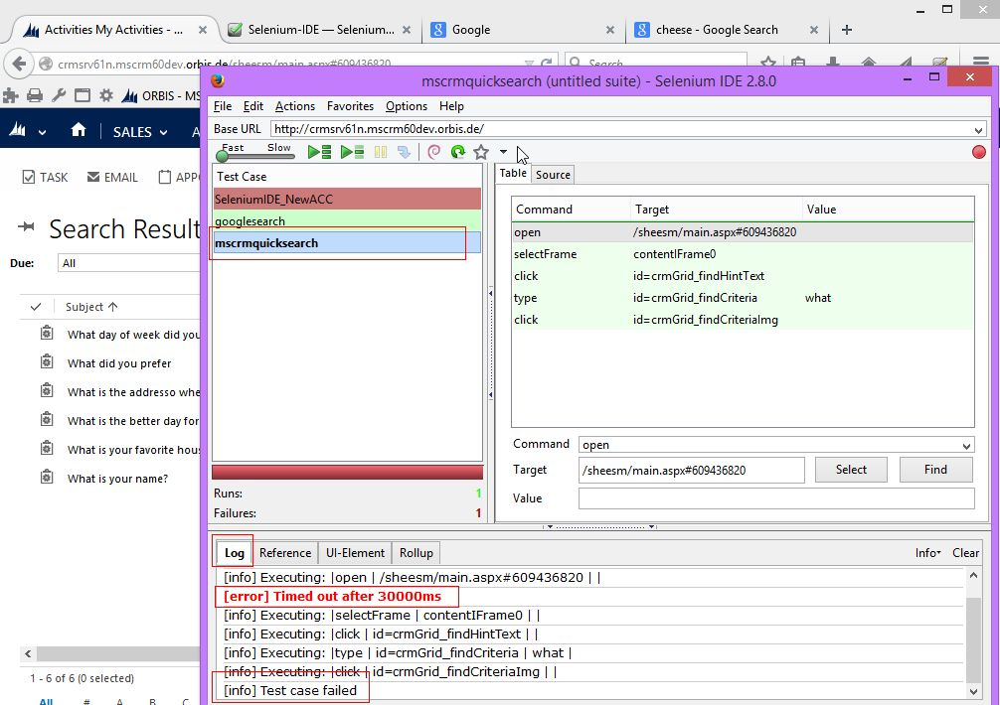 Activities My Activities - ...
Selenium-IDE — Selenium...
Google
cheese - Google Search
crmsrv61n.mscrm60dev.orbis.de/sheesm/main.aspx#609436820
Search
ORBIS - MS
mscrmquicksearch (untitled suite) - Selenium IDE 2.8.0
File Edit Actions Favorites Options Help
Base URL http://crmsrv61n.mscrm60dev.orbis.de/
SALES
Fast Slow
TASK EMAIL APP
Search Result
Due: All
Subject
What day of week did you
What did you prefer
What is the addresso whe
What is the better day for
What is your favorite hous
What is your name?
1 - 6 of 6 (0 selected)
All # A B C
Test Case
SeleniumIDE_NewACC
googlesearch
mscrmquicksearch
Runs: 1
Failures: 1
Table Source
Command Target Value
open /sheesm/main.aspx#609436820
selectFrame contentIFrame0
click id=crmGrid_findHintText
type id=crmGrid_findCriteria what
click id=crmGrid_findCriteriaImg
Command open
Target /sheesm/main.aspx#609436820 Select Find
Value
Log Reference UI-Element Rollup Info Clear
[info] Executing: |open | /sheesm/main.aspx#609436820 | |
[error] Timed out after 30000ms
[info] Executing: |selectFrame | contentIFrame0 | |
[info] Executing: |click | id=crmGrid_findHintText | |
[info] Executing: |type | id=crmGrid_findCriteria | what |
[info] Executing: |click | id=crmGrid_findCriteriaImg | |
[info] Test case failed